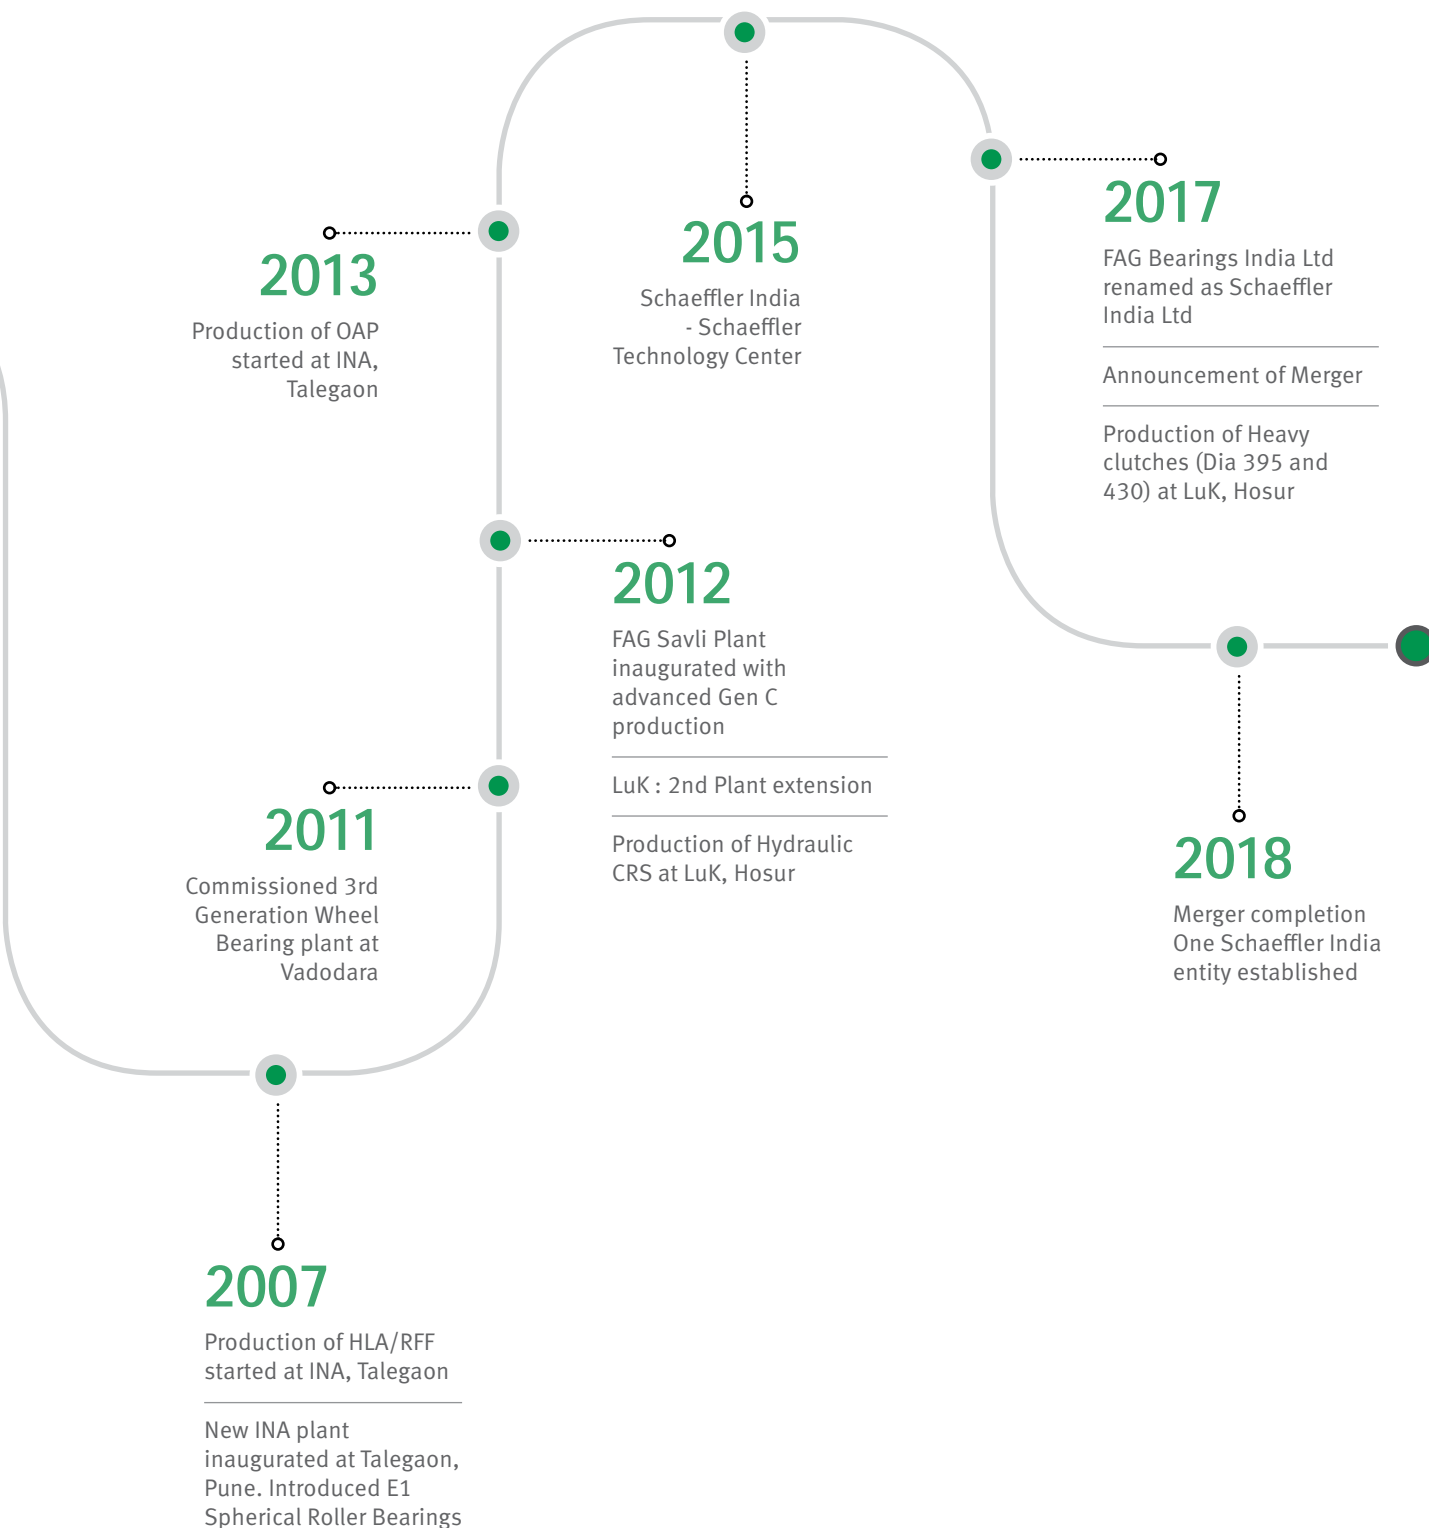 2013
Production of OAP
started at INA,
Talegaon
2015
Schaeffler India
- Schaeffler
Technology Center
2017
FAG Bearings India Ltd
renamed as Schaeffler
India Ltd
Announcement of Merger
Production of Heavy
clutches (Dia 395 and
430) at LuK, Hosur
2012
FAG Savli Plant
inaugurated with
advanced Gen C
production
LuK : 2nd Plant extension
Production of Hydraulic
CRS at LuK, Hosur
2011
Commissioned 3rd
Generation Wheel
Bearing plant at
Vadodara
2018
Merger completion
One Schaeffler India
entity established
2007
Production of HLA/RFF
started at INA, Talegaon
New INA plant
inaugurated at Talegaon,
Pune. Introduced E1
Spherical Roller Bearings